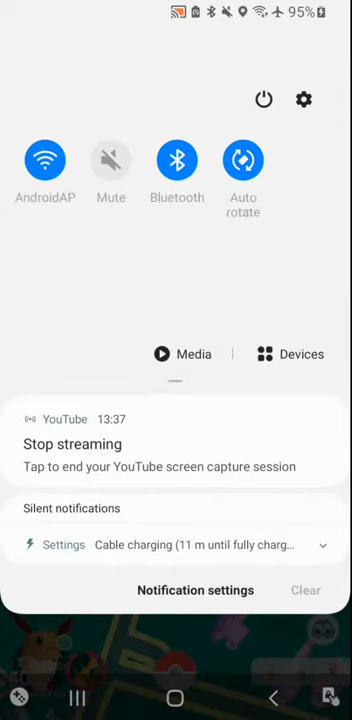 95%
AndroidAP
Mute
Bluetooth
Auto
rotate
Media
Devices
YouTube 13:37
Stop streaming
Tap to end your YouTube screen capture session
Silent notifications
Settings Cable charging (11 m until fully charg...
Notification settings
Clear